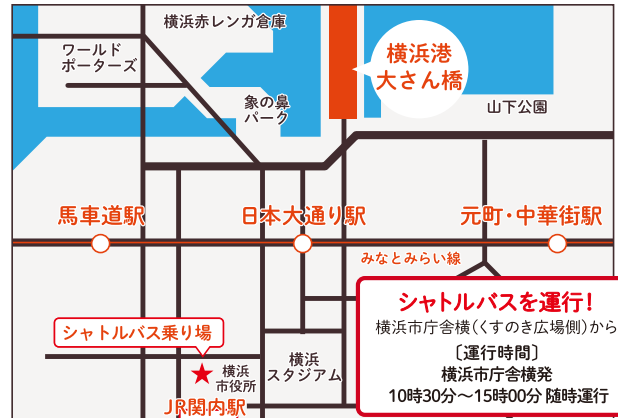 横浜赤レンガ倉庫
ワールド
ポーターズ
横浜港
大さん橋
象の鼻
パーク
山下公園
馬車道駅
日本大通り駅
元町・中華街駅
みなとみらい線
シャトルバス乗り場
横浜
市役所
JR関内駅
横浜
スタジアム
シャトルバスを運行!
横浜市庁舎横(くすのき広場側)から
〔運行時間〕
横浜市庁舎横発
10時30分〜15時00分 随時運行